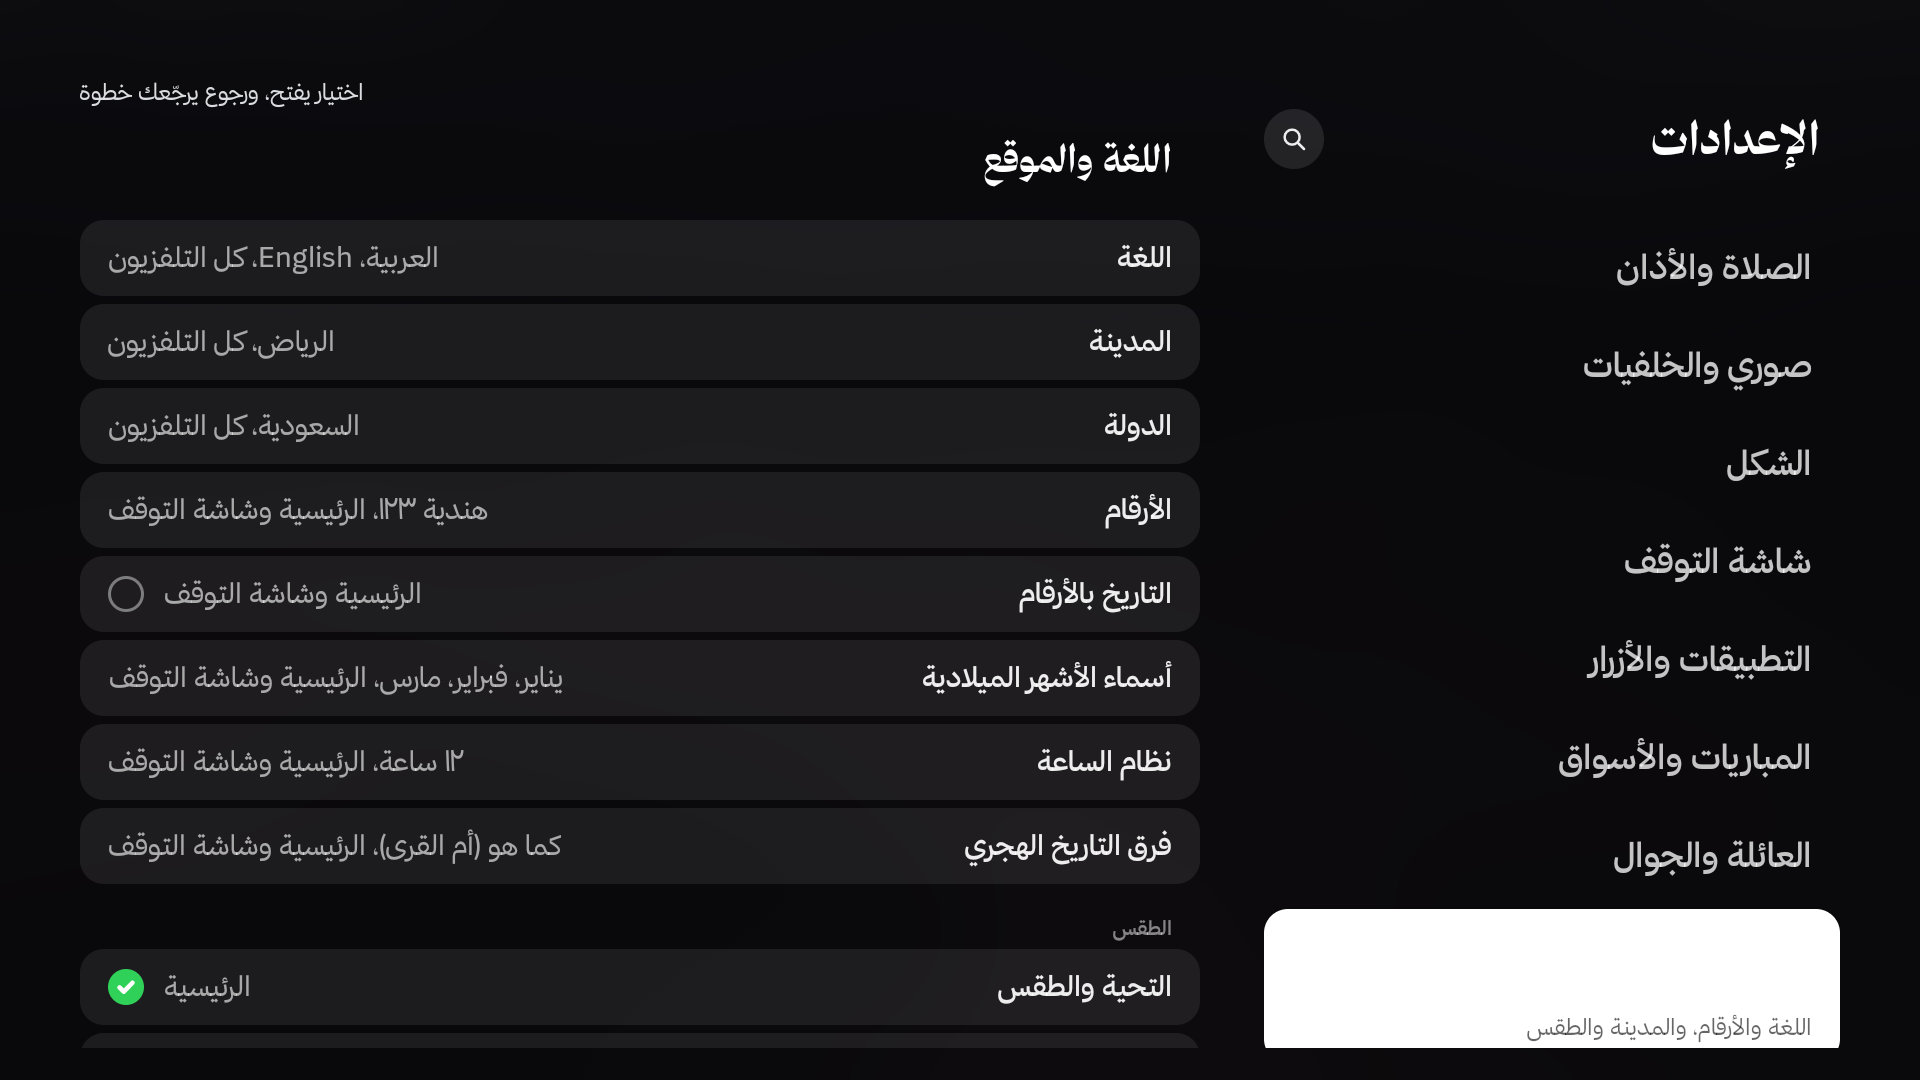 الإعدادات
الصلاة والأذان
صوري والخلفيات
الشكل
شاشة التوقف
التطبيقات والأزرار
المباريات والأسواق
العائلة والجوال
اللغة والأرقام، والمدينة والطقس
اختيار يفتح، ورجوع يرجّعك خطوة
اللغة والموقع
اللغة العربية، English، كل التلفزيون
المدينة الرياض، كل التلفزيون
الدولة السعودية، كل التلفزيون
الأرقام هندية ١٢٣، الرئيسية وشاشة التوقف
التاريخ بالأرقام الرئيسية وشاشة التوقف
أسماء الأشهر الميلادية يناير، فبراير، مارس، الرئيسية وشاشة التوقف
نظام الساعة ١٢ ساعة، الرئيسية وشاشة التوقف
فرق التاريخ الهجري كما هو (أم القرى)، الرئيسية وشاشة التوقف
الطقس
التحية والطقس الرئيسية